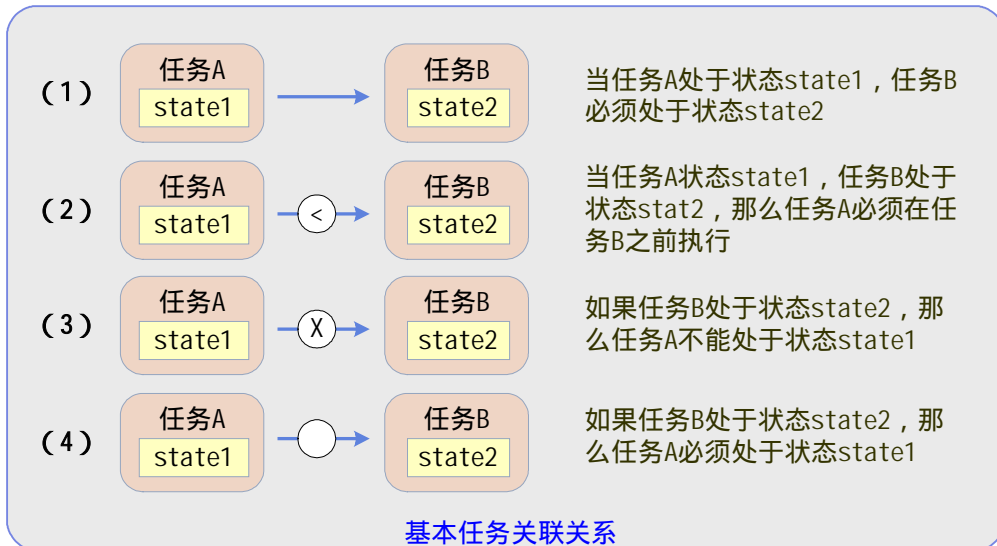 (1)
任务A
state1
任务B
state2
当任务A处于状态state1，任务B
必须处于状态state2
(2)
任务A
state1
<
任务B
state2
当任务A状态state1，任务B处于
状态stat2，那么任务A必须在任
务B之前执行
(3)
任务A
state1
X
任务B
state2
如果任务B处于状态state2，那
么任务A不能处于状态state1
(4)
任务A
state1
任务B
state2
如果任务B处于状态state2，那
么任务A必须处于状态state1
基本任务关联关系